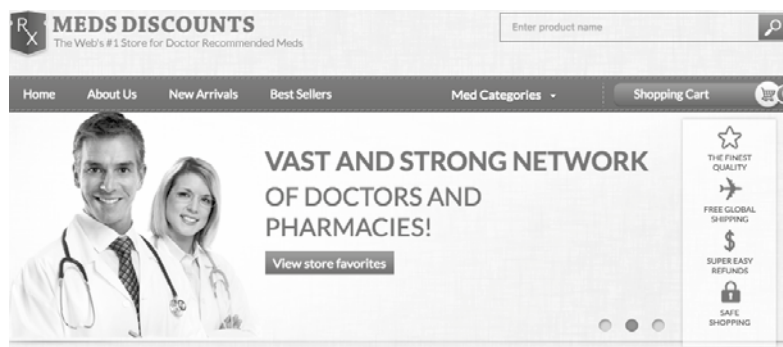 Rx
MEDS DISCOUNTS
The Web's #1 Store for Doctor Recommended Meds
Enter product name
Home About Us New Arrivals Best Sellers Med Categories Shopping Cart
VAST AND STRONG NETWORK
OF DOCTORS AND
PHARMACIES!
View store favorites
THE FINEST
QUALITY
FREE GLOBAL
SHIPPING
$
SUPER EASY
REFUNDS
SAFE
SHOPPING